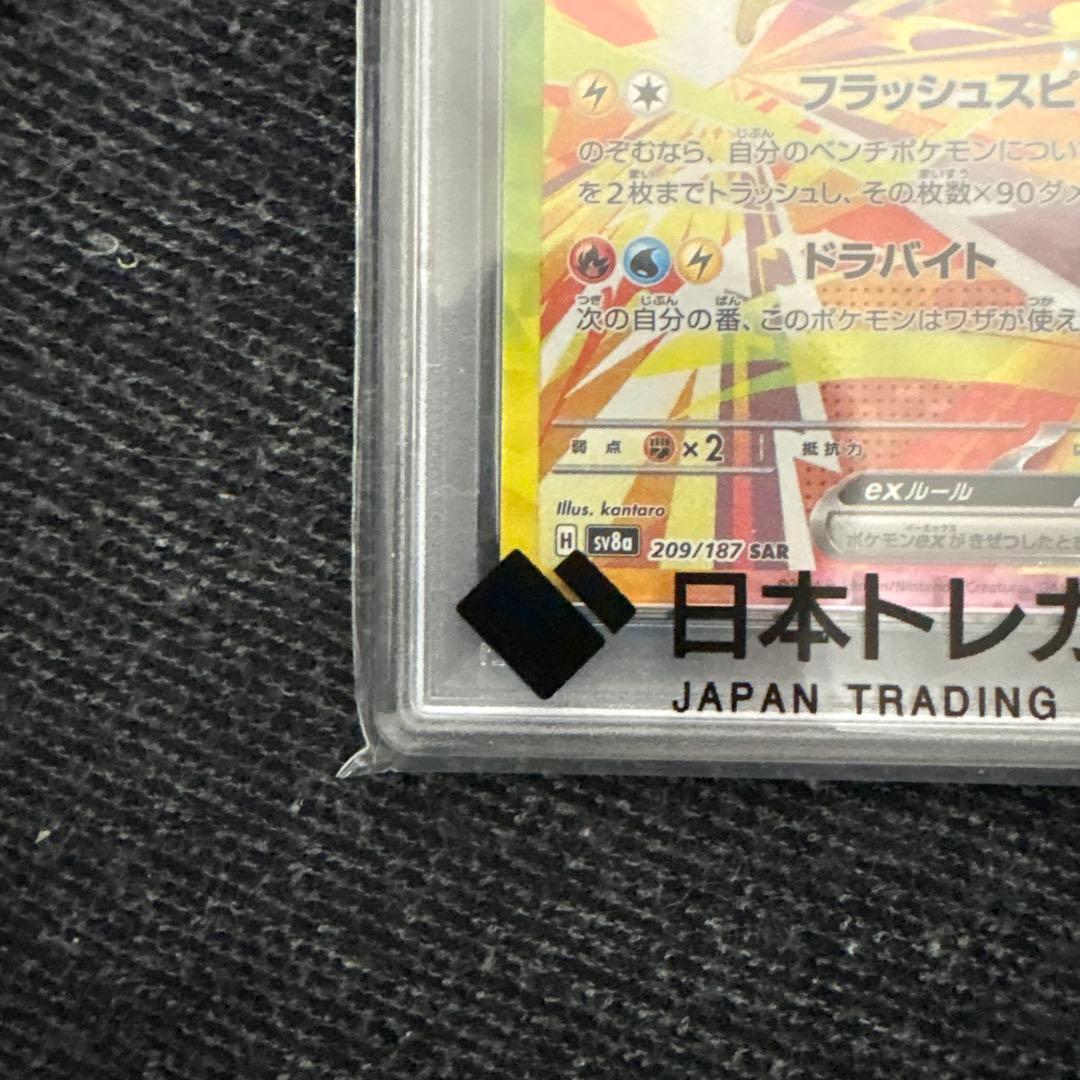 フラッシュスピ
のぞむなら、自分のベンチポケモンについ
を2枚までトラッシュし、その枚数×90ダメ
ドラバイト
次の自分の番、このポケモンはワザが使え
弱点 ×2 抵抗力
exルール
ポケモンexがきぜつしたとき
Illus. kantaro
H SV8a 209/187 SAR
日本トレカ
JAPAN TRADING